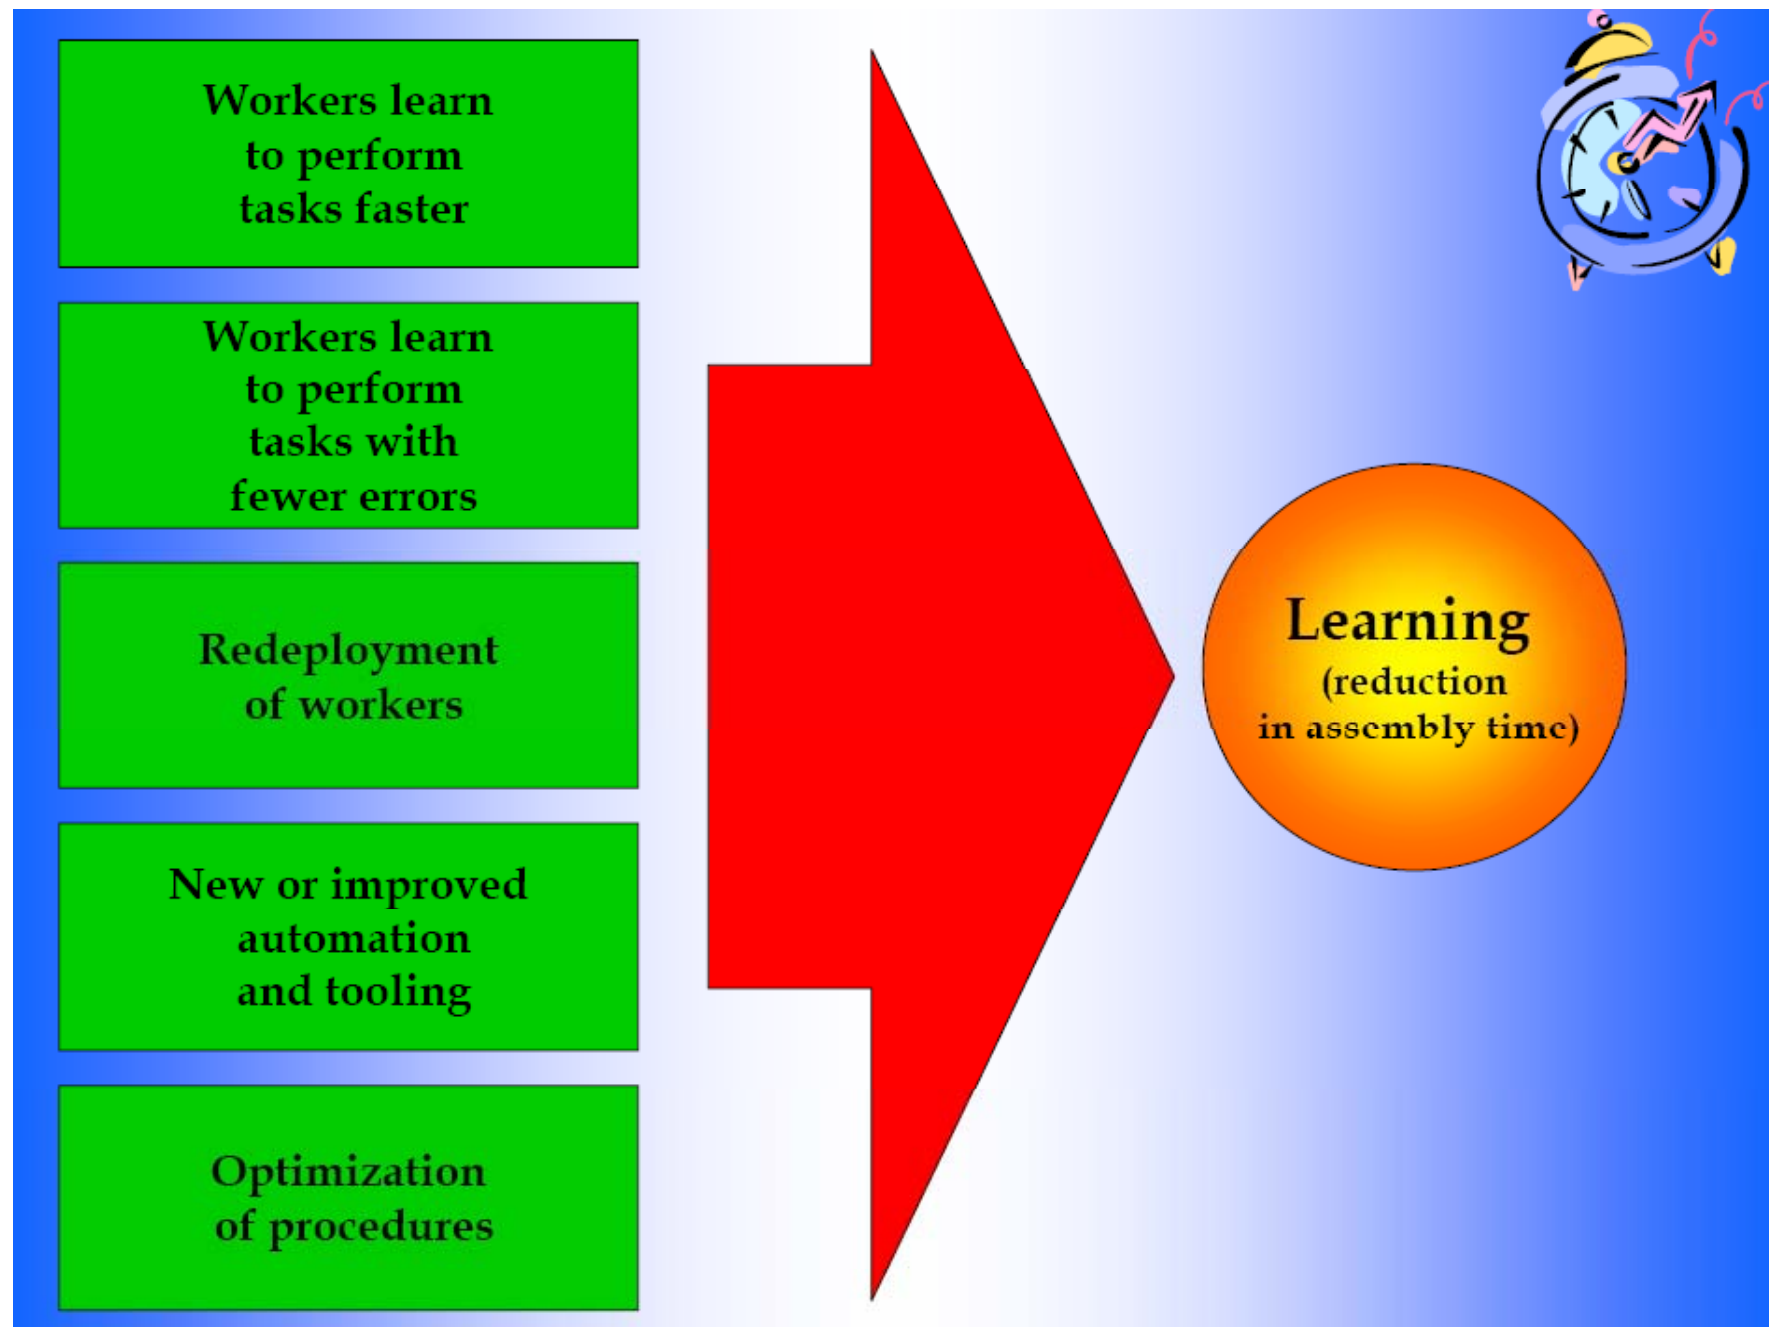 Workers learn
to perform
tasks faster
Workers learn
to perform
tasks with
fewer errors
Redeployment
of workers
New or improved
automation
and tooling
Optimization
of procedures
Learning
(reduction
in assembly time)